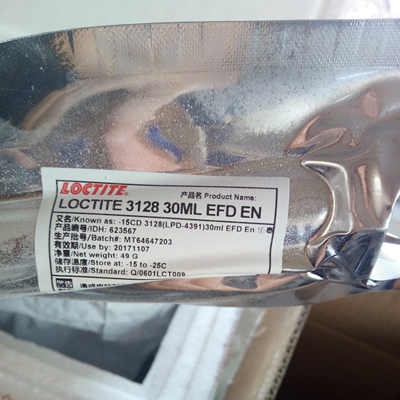 LOCTITE. 产品名 Product Name:
LOCTITE 3128 30ML EFD EN
又名/Known as: -15CD 3128(LPD-4391)30ml EFD En 乐泰
产品编号/IDH: 623567
生产批号/Batch#: MT64647203
有效期/Use by: 20171107
净重/Net weight: 49 G
储存温度/Store at: -15 to -25C
执行标准/Standard: Q/0601LCT009